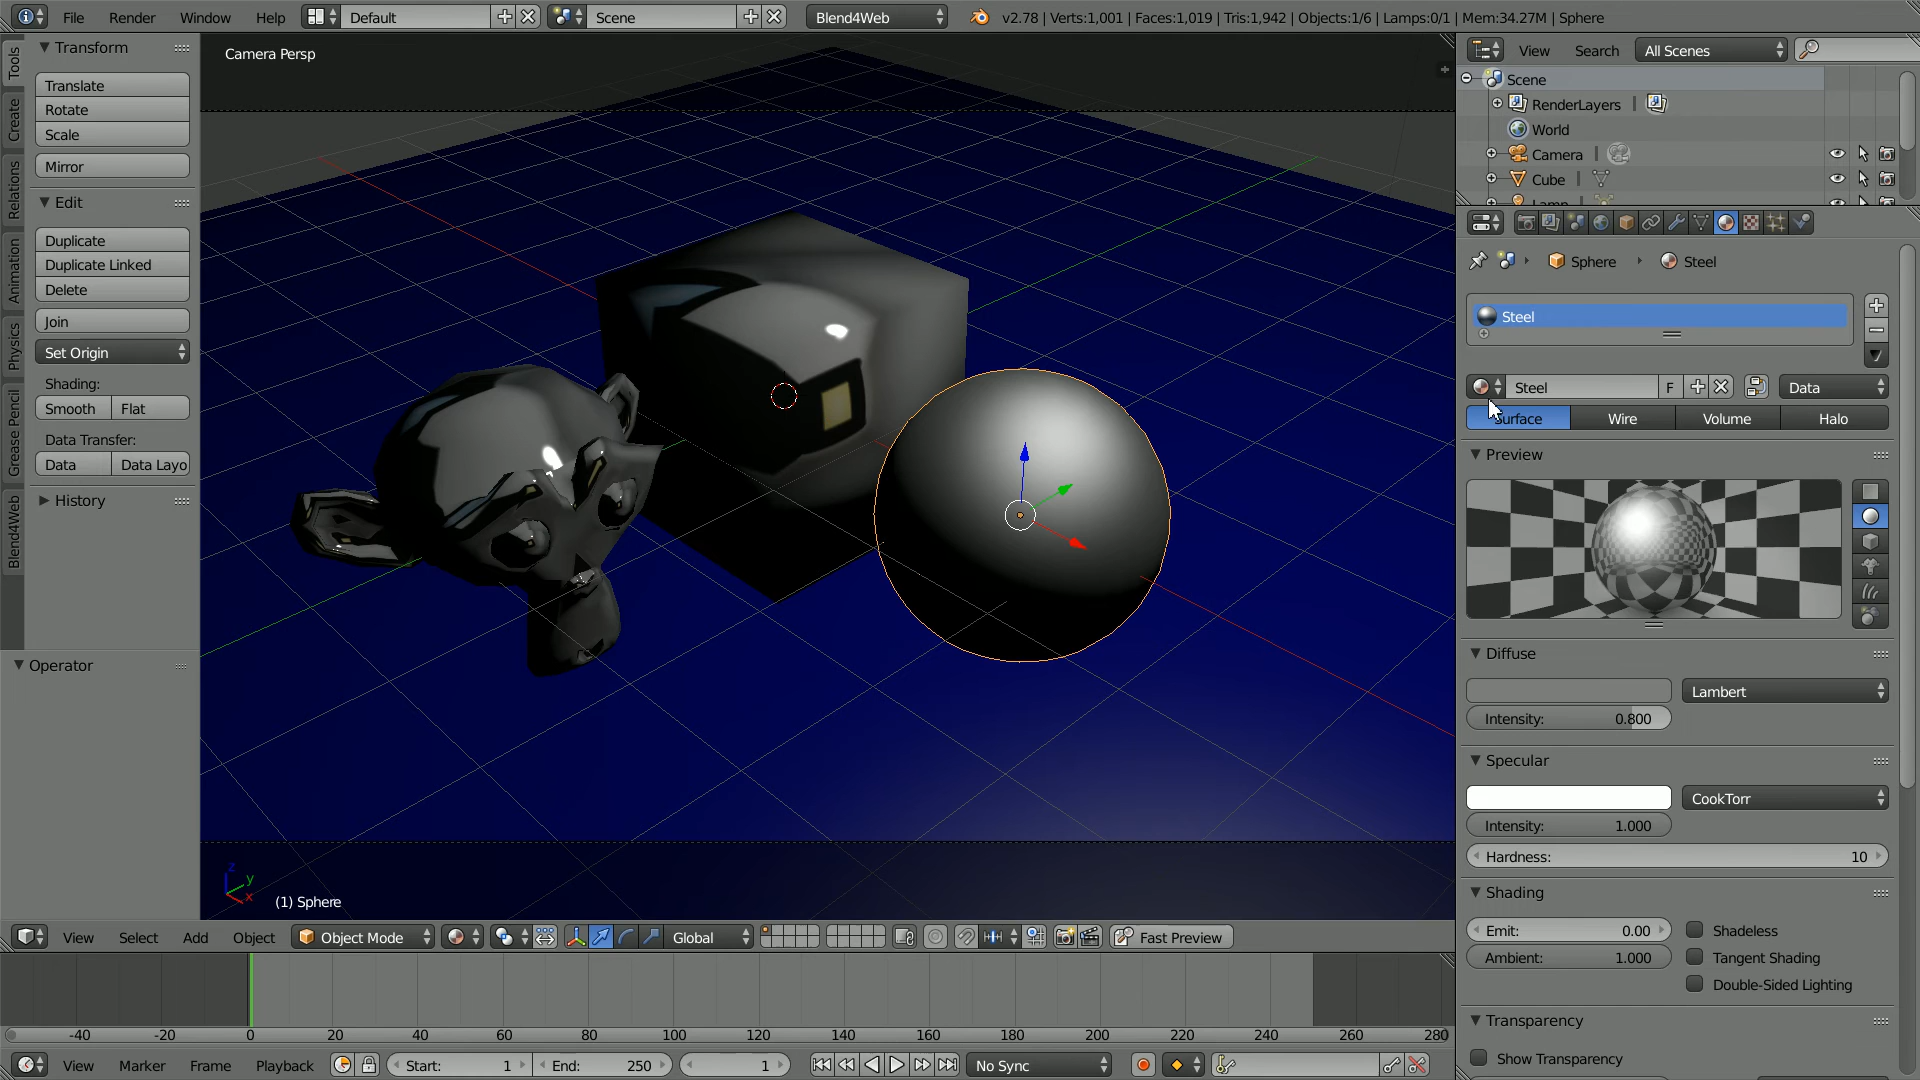 File Render Window Help Default Scene Blend4Web v2.78 | Verts:1,001 | Faces:1,019 | Tris:1,942 | Objects:1/6 | Lamps:0/1 | Mem:34.27M | Sphere
Tools
Create
Relations
Animation
Physics
Grease Pencil
Blend4Web
Transform
Translate
Rotate
Scale
Mirror
Edit
Duplicate
Duplicate Linked
Delete
Join
Set Origin
Shading:
Smooth Flat
Data Transfer:
Data Data Layo
History
Operator
Camera Persp
z
y
x
(1) Sphere
View Select Add Object Object Mode Global Fast Preview
-40 -20 0 20 40 60 80 100 120 140 160 180 200 220 240 260 280
View Marker Frame Playback Start: 1 End: 250 1 No Sync
View Search All Scenes
Scene
RenderLayers |
World
Camera |
Cube |
Lamp
Sphere Steel
Steel
Steel F Data
Surface Wire Volume Halo
Preview
Diffuse
Lambert
Intensity: 0.800
Specular
CookTorr
Intensity: 1.000
Hardness: 10
Shading
Emit: 0.00 Shadeless
Ambient: 1.000 Tangent Shading
Double-Sided Lighting
Transparency
Show Transparency